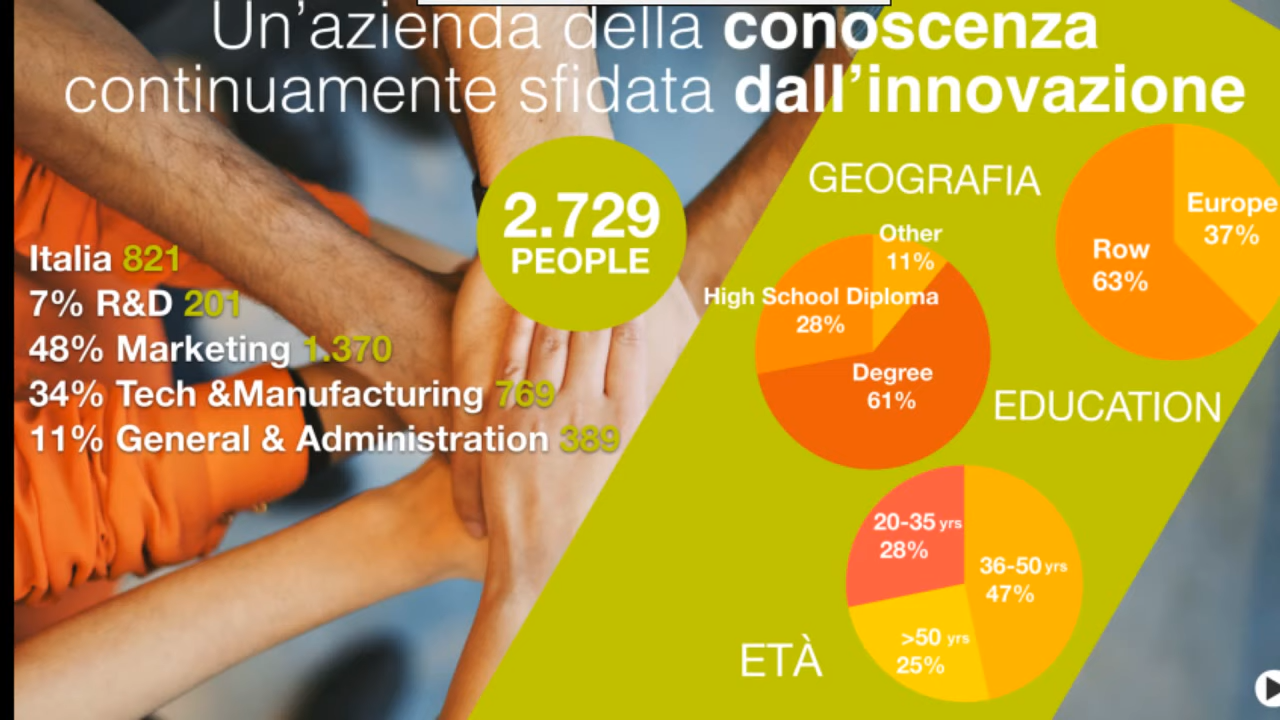 Un'azienda della conoscenza
continuamente sfidata dall'innovazione
2.729
PEOPLE
Italia 821
7% R&D 201
48% Marketing 1.370
34% Tech &Manufacturing 769
11% General & Administration 389
GEOGRAFIA
Europe
37%
Row
63%
Other
11%
High School Diploma
28%
Degree
61%
EDUCATION
20-35 yrs
28%
36-50 yrs
47%
>50 yrs
25%
ETÀ